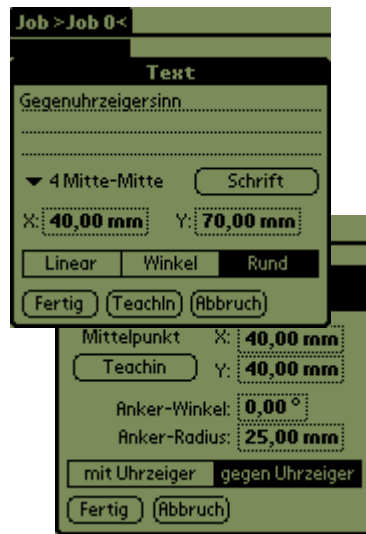 Job >Job 0<
Text
Gegenuhrzeigersinn
4 Mitte-Mitte Schrift
X: 40,00 mm Y: 70,00 mm
Linear Winkel Rund
Fertig TeachIn Abbruch
Mittelpunkt X: 40,00 mm
Teachin Y: 40,00 mm
Anker-Winkel: 0,00 °
Anker-Radius: 25,00 mm
mit Uhrzeiger gegen Uhrzeiger
Fertig Abbruch